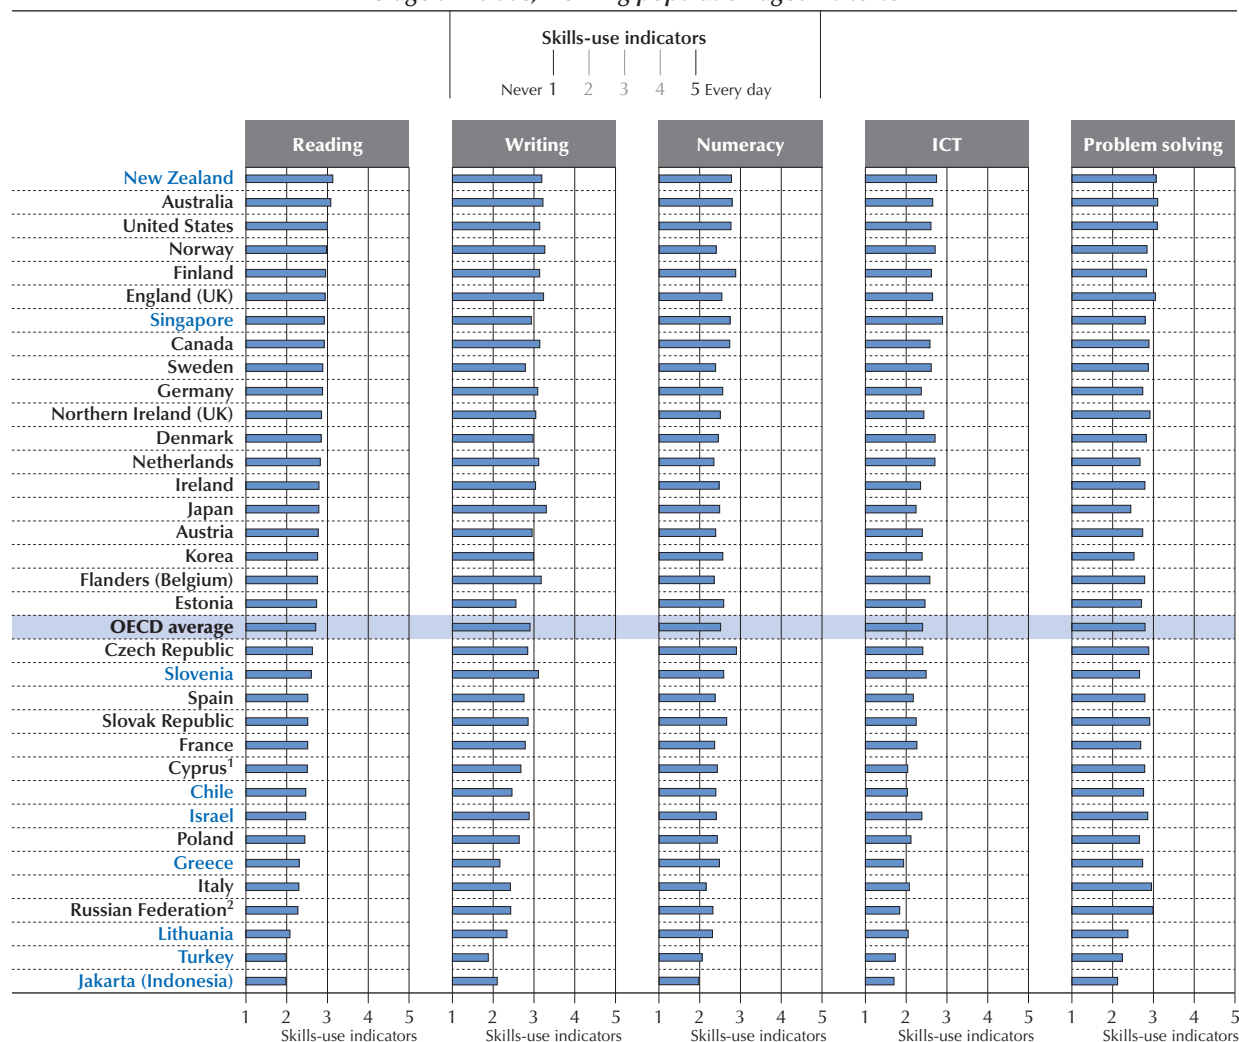 Skills-use indicators
Never 1 2 3 4 5 Every day
Reading Writing Numeracy ICT Problem solving
New Zealand
Australia
United States
Norway
Finland
England (UK)
Singapore
Canada
Sweden
Germany
Northern Ireland (UK)
Denmark
Netherlands
Ireland
Japan
Austria
Korea
Flanders (Belgium)
Estonia
OECD average
Czech Republic
Slovenia
Spain
Slovak Republic
France
Cyprus1
Chile
Israel
Poland
Greece
Italy
Russian Federation2
Lithuania
Turkey
Jakarta (Indonesia)
1 2 3 4 5 1 2 3 4 5 1 2 3 4 5 1 2 3 4 5 1 2 3 4 5
Skills-use indicators Skills-use indicators Skills-use indicators Skills-use indicators Skills-use indicators